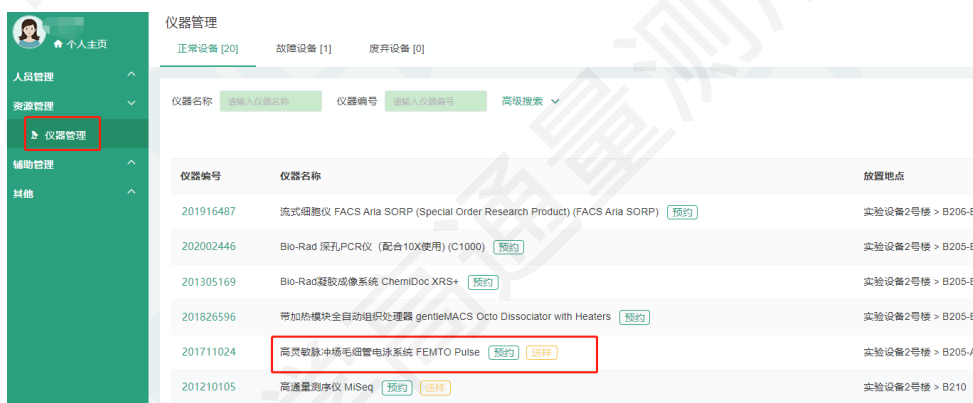 仪器管理
个人主页
正常设备 [20] 故障设备 [1] 废弃设备 [0]
人员管理
资源管理
仪器管理
辅助管理
其他
仪器名称 请输入仪器名称 仪器编号 请输入仪器编号 高级搜索
仪器编号 仪器名称 放置地点
201916487 流式细胞仪 FACS Aria SORP (Special Order Research Product) (FACS Aria SORP) 预约 实验设备2号楼 > B206-
202002446 Bio-Rad 深孔PCR仪（配合10X使用) (C1000) 预约 实验设备2号楼 > B205-
201305169 Bio-Rad凝胶成像系统 ChemiDoc XRS+ 预约 实验设备2号楼 > B205-
201826596 带加热模块全自动组织处理器 gentleMACS Octo Dissociator with Heaters 预约 实验设备2号楼 > B205-
201711024 高灵敏脉冲场毛细管电泳系统 FEMTO Pulse 预约 送样 实验设备2号楼 > B205-A
201210105 高通量测序仪 MiSeq 预约 送样 实验设备2号楼 > B210